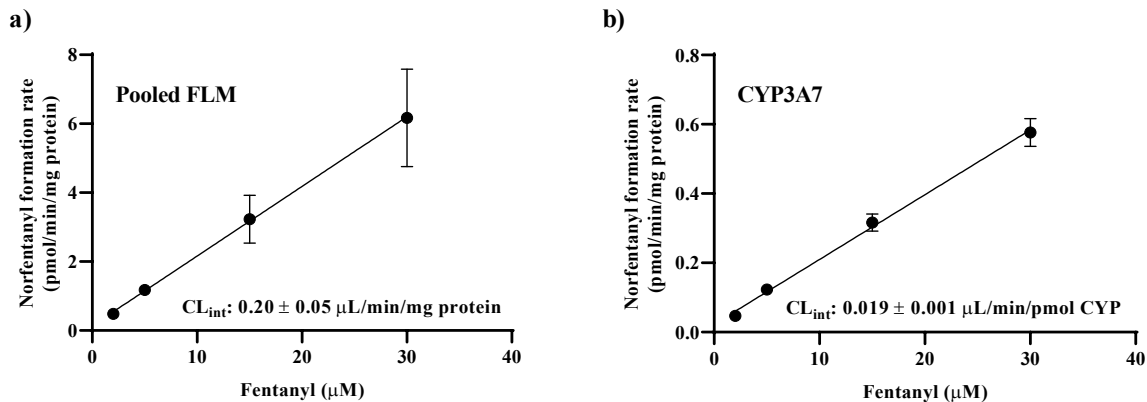 a)
Pooled FLM
Norfentanyl formation rate
(pmol/min/mg protein)
8
6
4
2
0
CLint: 0.20 ± 0.05 μL/min/mg protein
0 10 20 30 40
Fentanyl (μM)
b)
CYP3A7
Norfentanyl formation rate
(pmol/min/mg protein)
0.8
0.6
0.4
0.2
0.0
CLint: 0.019 ± 0.001 μL/min/pmol CYP
0 10 20 30 40
Fentanyl (μM)